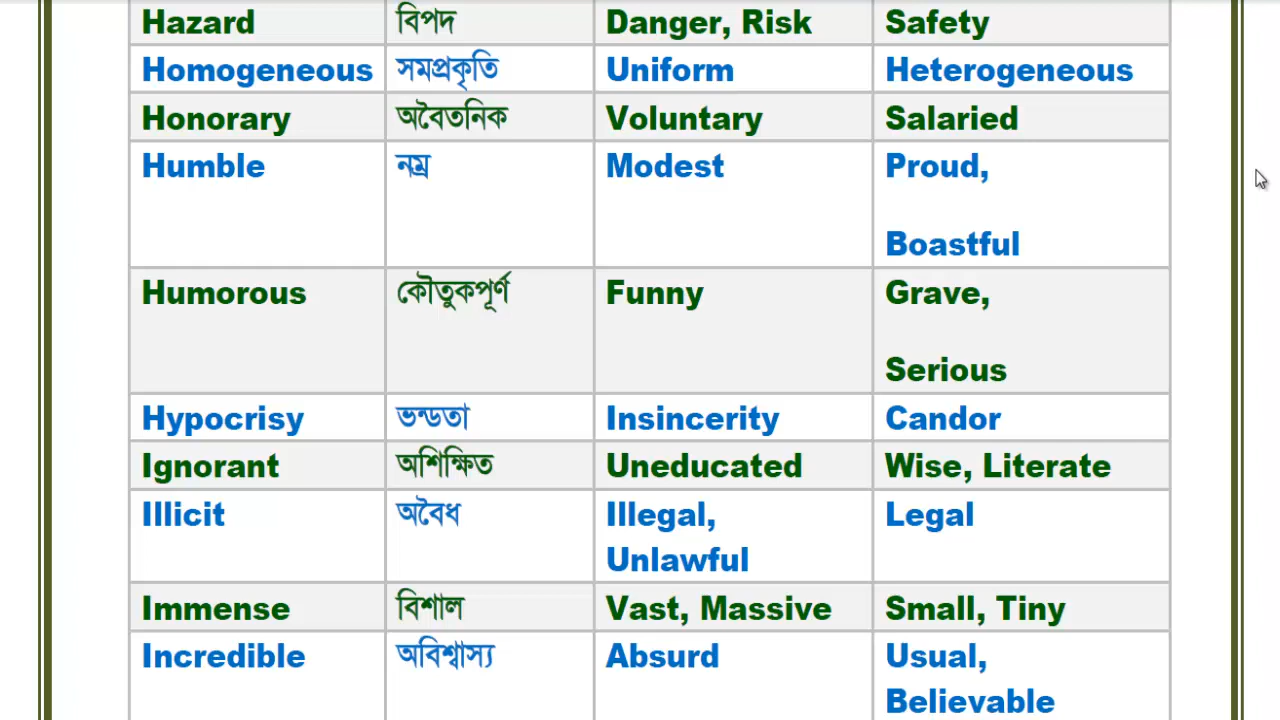 Hazard বিপদ Danger, Risk Safety
Homogeneous সমপ্রকৃতি Uniform Heterogeneous
Honorary অবৈতনিক Voluntary Salaried
Humble নম্র Modest Proud,
Boastful
Humorous কৌতুকপূর্ণ Funny Grave,
Serious
Hypocrisy ভন্ডতা Insincerity Candor
Ignorant অশিক্ষিত Uneducated Wise, Literate
Illicit অবৈধ Illegal, Legal
Unlawful
Immense বিশাল Vast, Massive Small, Tiny
Incredible অবিশ্বাস্য Absurd Usual,
Believable